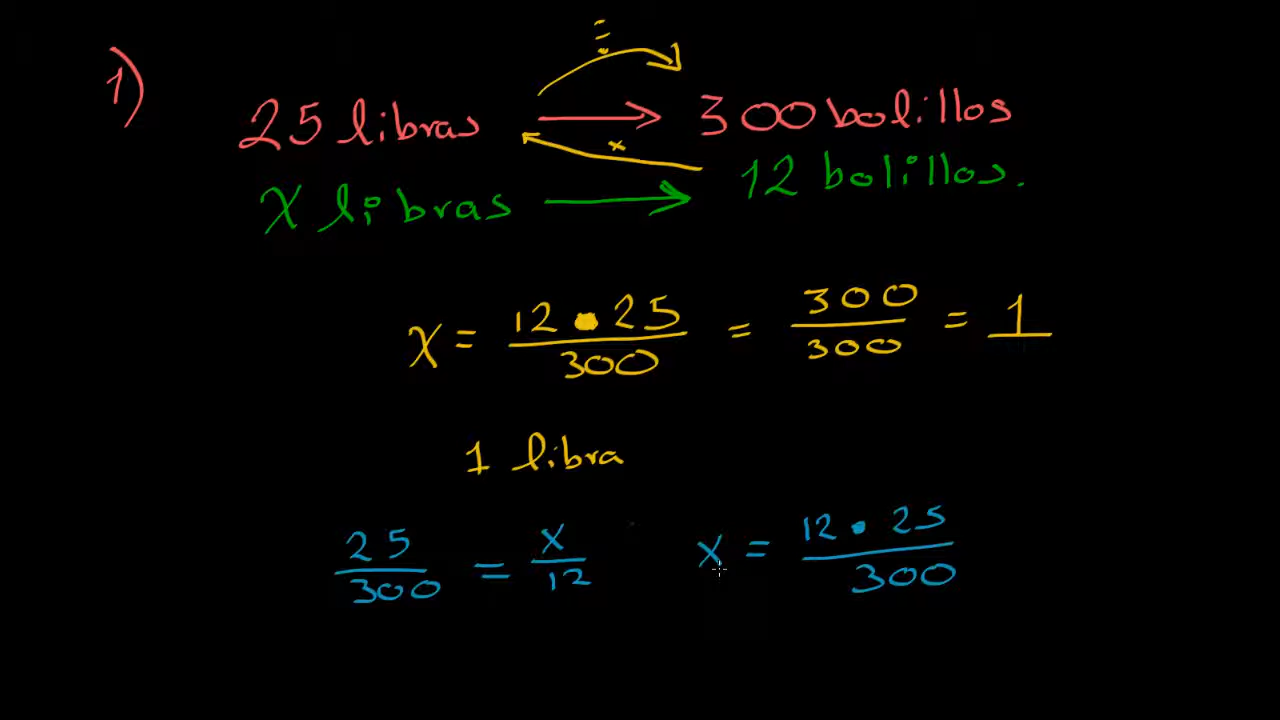 1)
=
25 libras → 300 bolillos
x
X libras → 12 bolillos.
x = 12 • 25 / 300 = 300 / 300 = 1
1 libra
25 / 300 = x / 12    x = 12 • 25 / 300